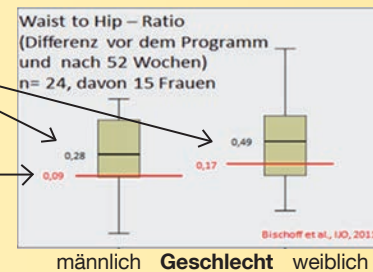 Waist to Hip – Ratio
(Differenz vor dem Programm
und nach 52 Wochen)
n= 24, davon 15 Frauen
0,49
0,28
0,17
0,09
Bischoff et al., IJO, 201
männlich Geschlecht weiblich